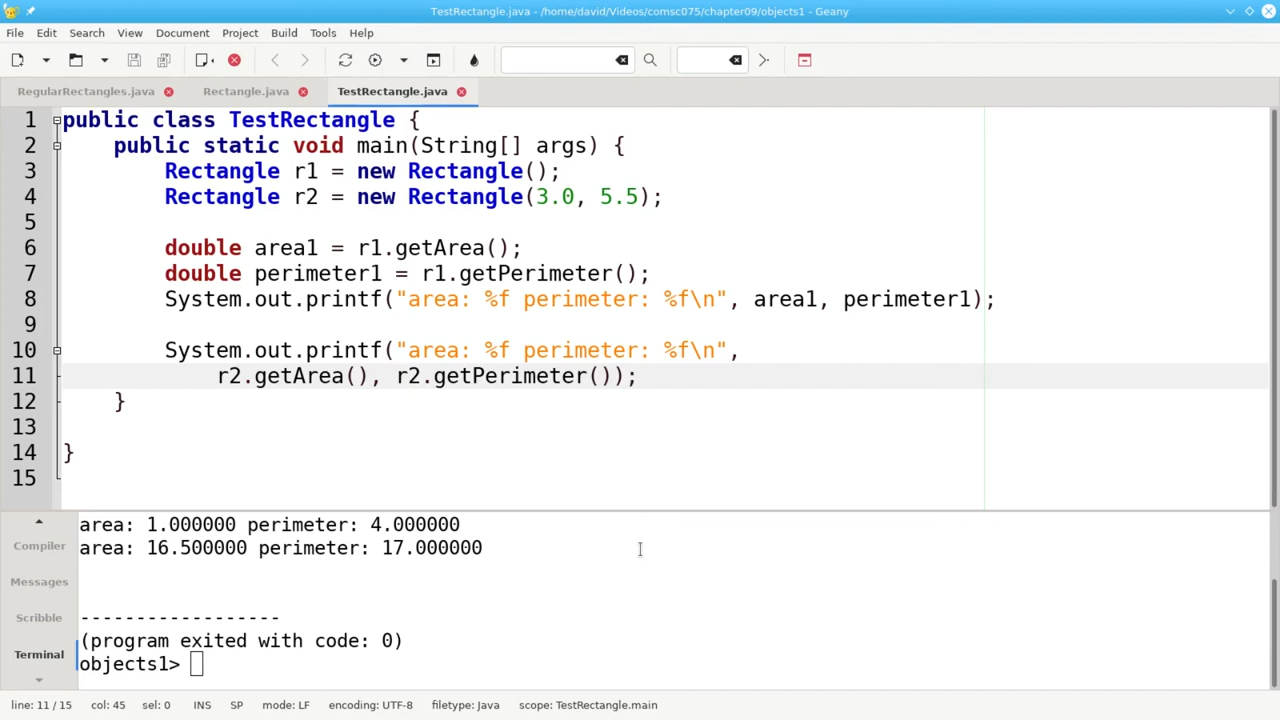 TestRectangle.java - /home/david/Videos/comsc075/chapter09/objects1 - Geany
File Edit Search View Document Project Build Tools Help
RegularRectangles.java Rectangle.java TestRectangle.java
1 public class TestRectangle {
2 public static void main(String[] args) {
3 Rectangle r1 = new Rectangle();
4 Rectangle r2 = new Rectangle(3.0, 5.5);
5
6 double area1 = r1.getArea();
7 double perimeter1 = r1.getPerimeter();
8 System.out.printf("area: %f perimeter: %f\n", area1, perimeter1);
9
10 System.out.printf("area: %f perimeter: %f\n",
11 r2.getArea(), r2.getPerimeter());
12 }
13
14 }
15
Compiler
Messages
Scribble
Terminal
area: 1.000000 perimeter: 4.000000
area: 16.500000 perimeter: 17.000000
------------------
(program exited with code: 0)
objects1>
line: 11 / 15 col: 45 sel: 0 INS SP mode: LF encoding: UTF-8 filetype: Java scope: TestRectangle.main